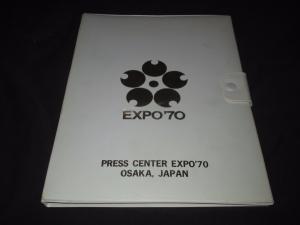 EXPO'70
PRESS CENTER EXPO'70
OSAKA, JAPAN